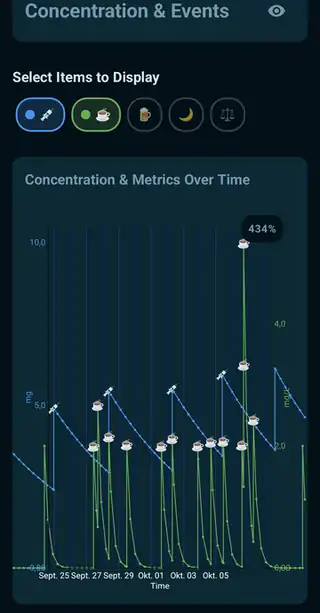 Concentration & Events
Select Items to Display
Concentration & Metrics Over Time
434%
10,0
4,0
mg
mg/L
5,0
2,0
0,00
0,00
Sept. 25 Sept. 27 Sept. 29 Okt. 01 Okt. 03 Okt. 05
Time